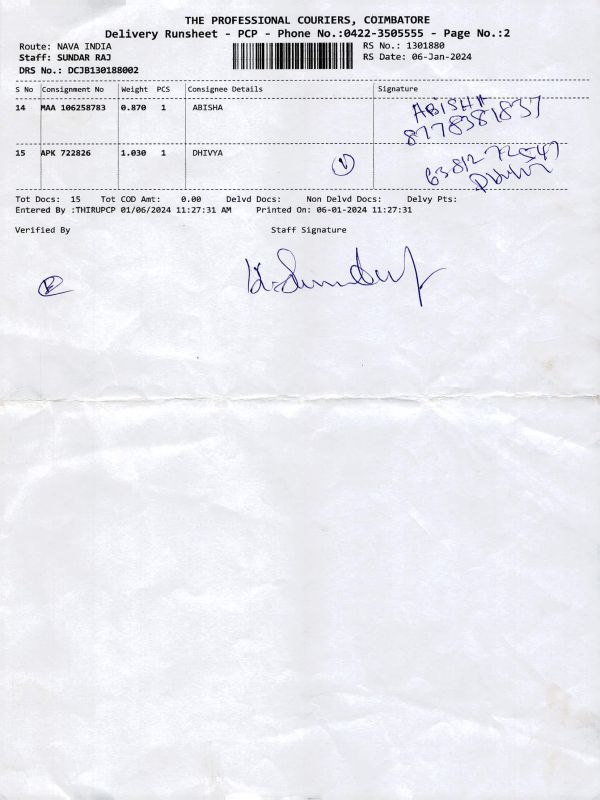 THE PROFESSIONAL COURIERS, COIMBATORE
Delivery Runsheet - PCP - Phone No.:0422-3505555 - Page No.:2
Route: NAVA INDIA RS No.: 1301880
Staff: SUNDAR RAJ RS Date: 06-Jan-2024
DRS No.: DCJB130188002
S No Consignment No Weight PCS Consignee Details Signature
14 MAA 106258783 0.870 1 ABISHA ABISHA
8778381837
15 APK 722826 1.030 1 DHIVYA 6381272547
Tot Docs: 15 Tot COD Amt: 0.00 Delvd Docs: Non Delvd Docs: Delvy Pts:
Entered By :THIRUPCP 01/06/2024 11:27:31 AM Printed On: 06-01-2024 11:27:31
Verified By Staff Signature